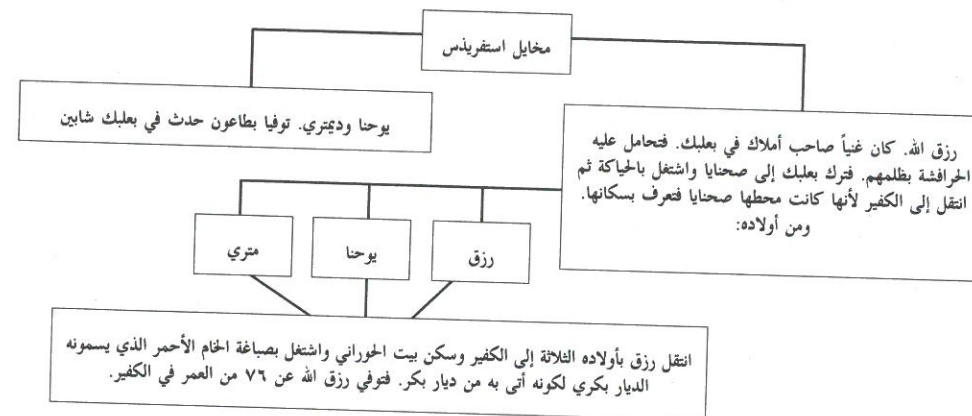 مخايل استفريذس
يوحنا وديمتري. توفيا بطاعون حدث في بعلبك شابين
رزق الله. كان غنياً صاحب أملاك في بعلبك. فتحامل عليه
الحرافشة بظلمهم. فترك بعلبك إلى صحنايا واشتغل بالحياكة ثم
انتقل إلى الكفير لأنها كانت محطها صحنايا فتعرف بسكانها.
ومن أولاده:
رزق
يوحنا
متري
انتقل رزق بأولاده الثلاثة إلى الكفير وسكن بيت الحوراني واشتغل بصباغة الخام الأحمر الذي يسمونه
الديار بكري لكونه أتى به من ديار بكر. فتوفي رزق الله عن ٧٦ من العمر في الكفير.